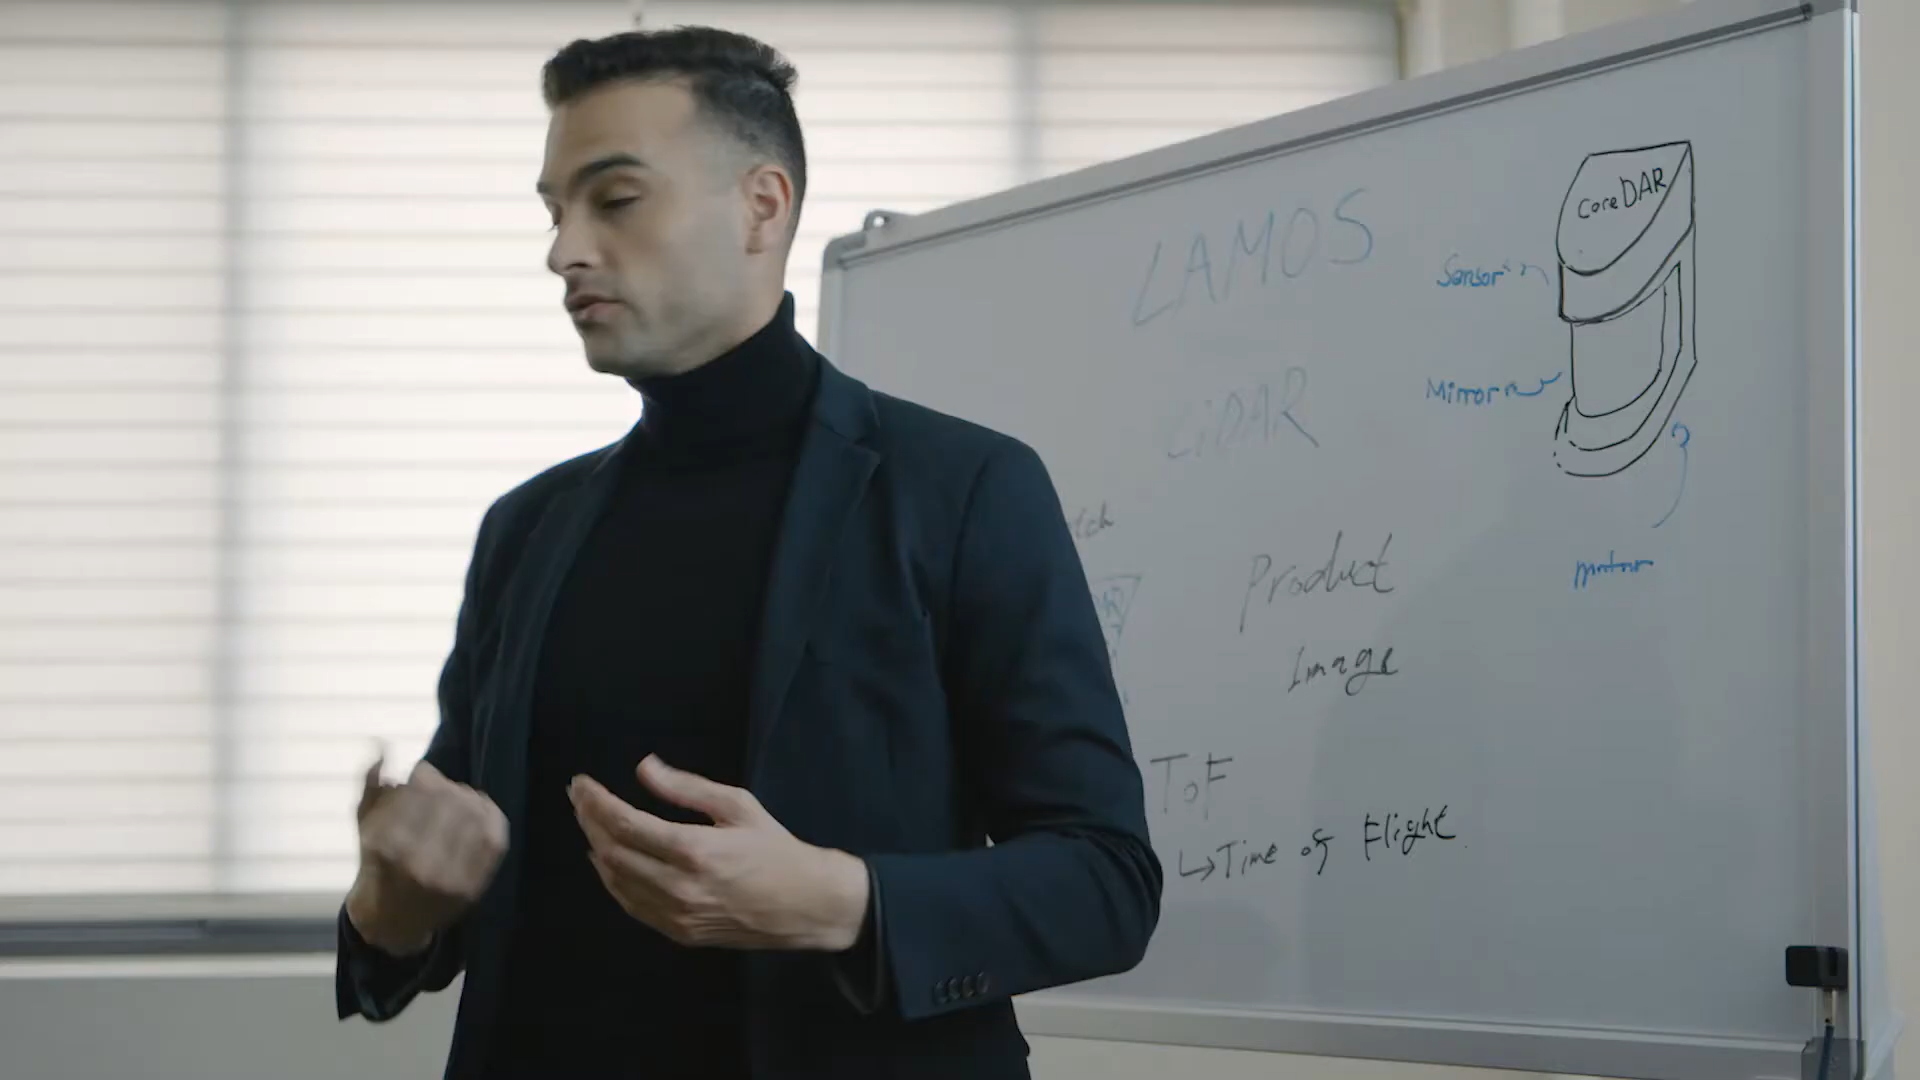 LAMOS
LiDAR
CoreDAR
Sensor
Mirror
motor
Product
Image
ToF
↳Time of Flight